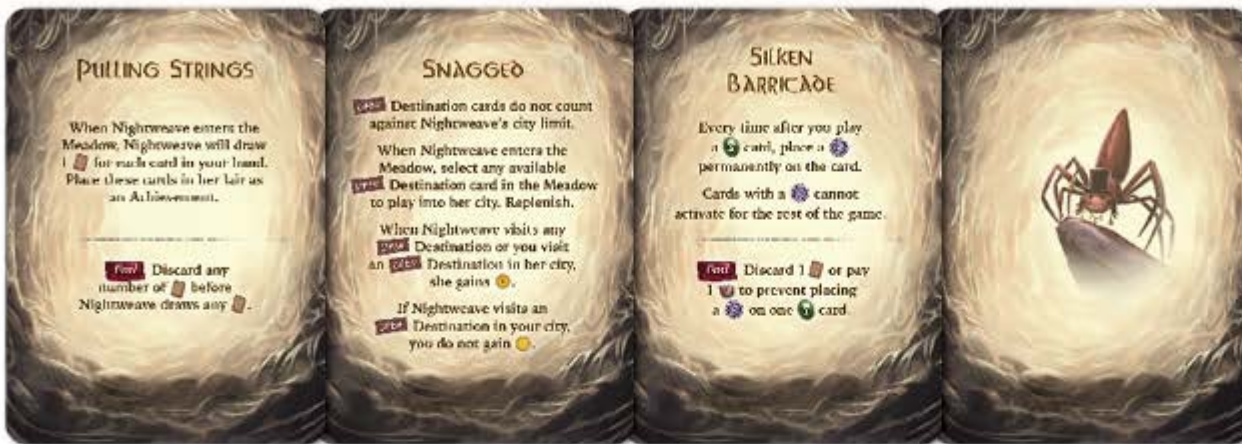 PULLING STRINGS
When Nightweave enters the
Meadow, Nightweave will draw
1 for each card in your hand.
Place these cards in her lair as
an Achievement.
Discard any
number of before
Nightweave draws any .
SNAGGED
OPEN Destination cards do not count
against Nightweave's city limit.
When Nightweave enters the
Meadow, select any available
OPEN Destination card in the Meadow
to play into her city. Replenish.
When Nightweave visits any
OPEN Destination or you visit
an OPEN Destination in her city,
she gains .
If Nightweave visits an
OPEN Destination in your city,
you do not gain .
SILKEN
BARRICADE
Every time after you play
a card, place a
permanently on the card.
Cards with a cannot
activate for the rest of the game.
Discard 1 or pay
1 to prevent placing
a on one card.